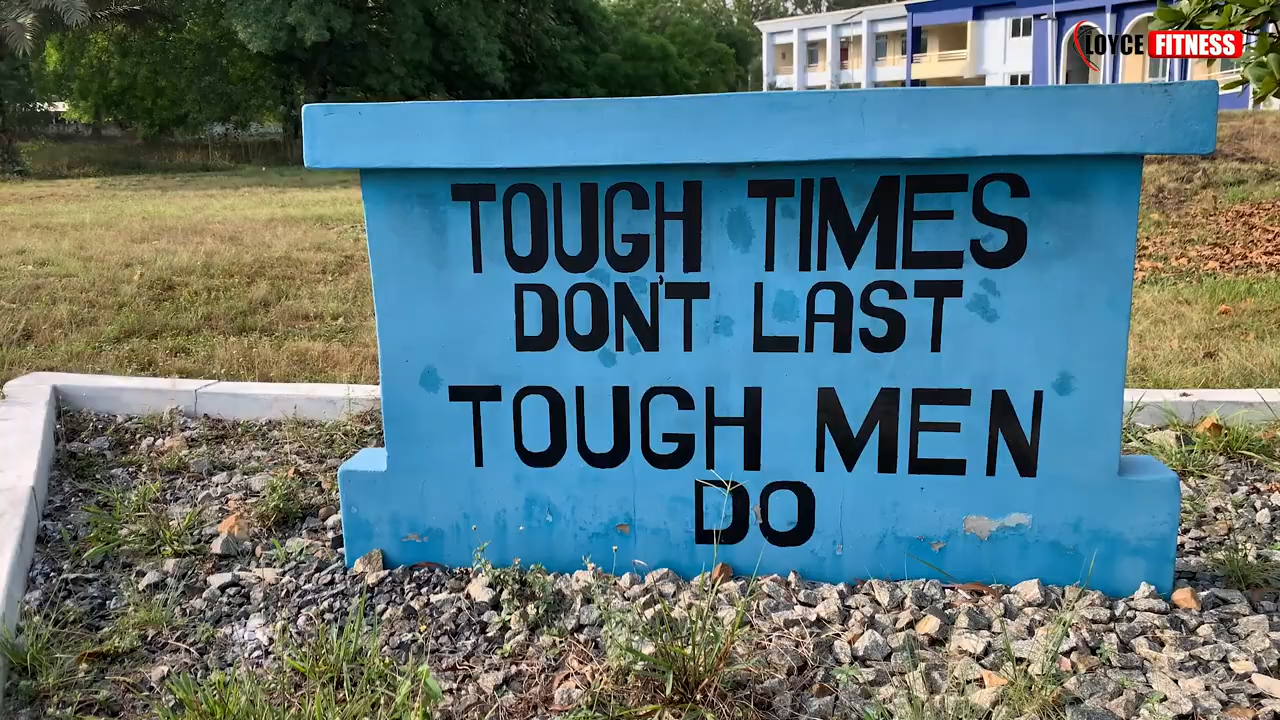 LOYCE FITNESS
TOUGH TIMES
DON'T LAST
TOUGH MEN
DO